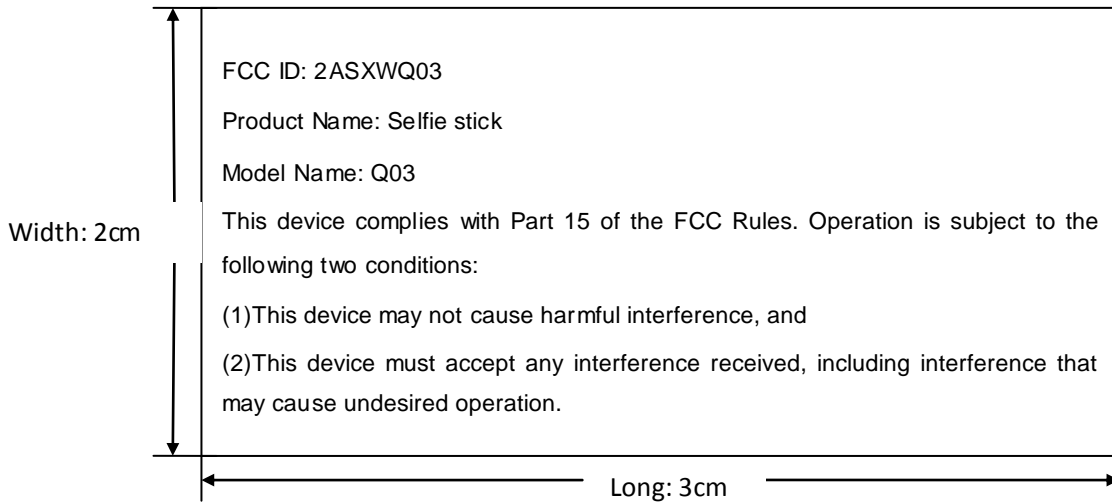 FCC ID: 2ASXWQ03
Product Name: Selfie stick
Model Name: Q03
Width: 2cm
This device complies with Part 15 of the FCC Rules. Operation is subject to the
following two conditions:
(1)This device may not cause harmful interference, and
(2)This device must accept any interference received, including interference that
may cause undesired operation.
Long: 3cm